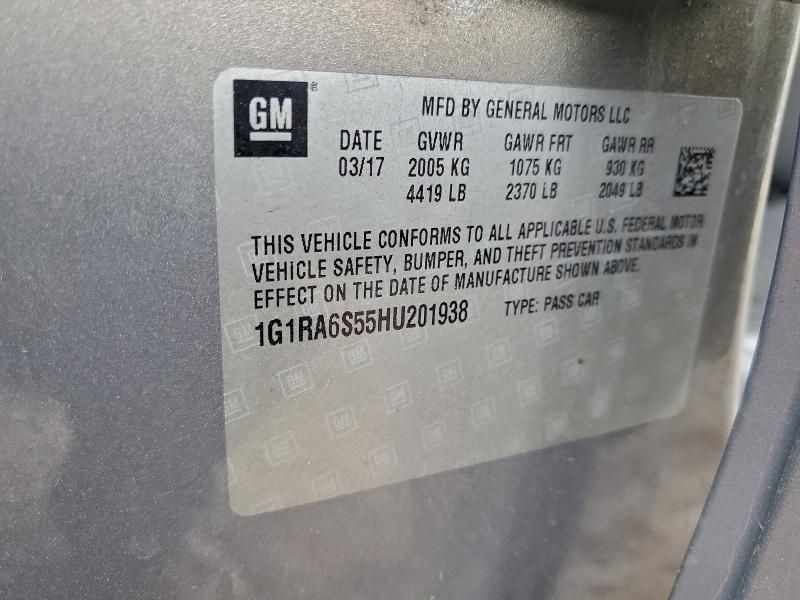 GM
®
MFD BY GENERAL MOTORS LLC
DATE GVWR GAWR FRT GAWR RR
03/17 2005 KG 1075 KG 930 KG
4419 LB 2370 LB 2049 LB
THIS VEHICLE CONFORMS TO ALL APPLICABLE U.S. FEDERAL MOTOR
VEHICLE SAFETY, BUMPER, AND THEFT PREVENTION STANDARDS IN
EFFECT ON THE DATE OF MANUFACTURE SHOWN ABOVE.
1G1RA6S55HU201938 TYPE: PASS CAR